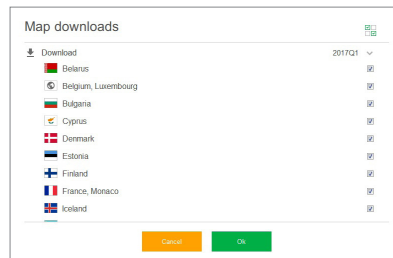 Map downloads
Download 2017Q1
Belarus
Belgium, Luxembourg
Bulgaria
Cyprus
Denmark
Estonia
Finland
France, Monaco
Iceland
Cancel Ok